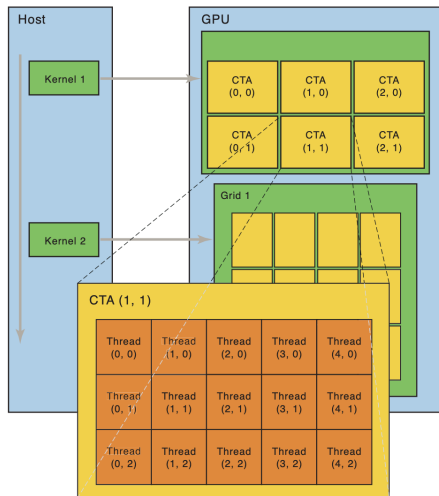 Host
GPU
Kernel 1
CTA
(0, 0)
CTA
(1, 0)
CTA
(2, 0)
CTA
(0, 1)
CTA
(1, 1)
CTA
(2, 1)
Grid 1
Kernel 2
CTA (1, 1)
Thread
(0, 0)
Thread
(1, 0)
Thread
(2, 0)
Thread
(3, 0)
Thread
(4, 0)
Thread
(0, 1)
Thread
(1, 1)
Thread
(2, 1)
Thread
(3, 1)
Thread
(4, 1)
Thread
(0, 2)
Thread
(1, 2)
Thread
(2, 2)
Thread
(3, 2)
Thread
(4, 2)